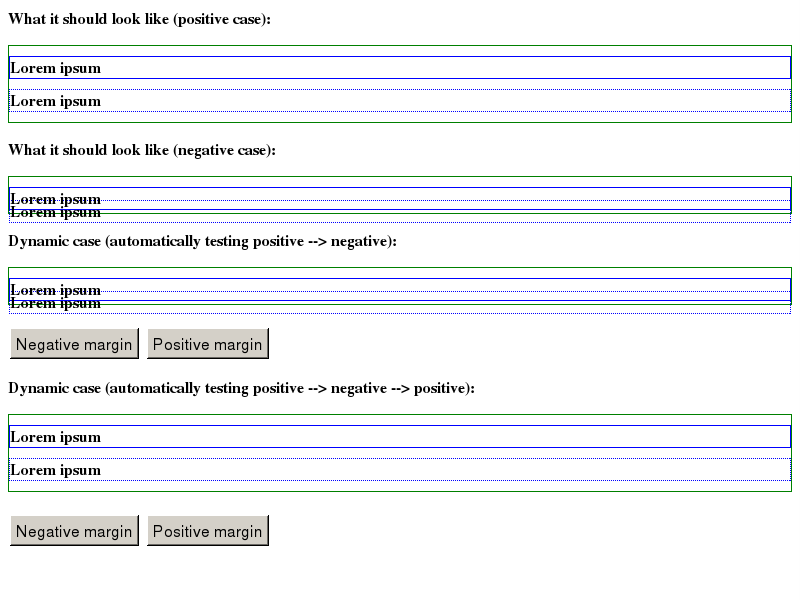 What it should look like (positive case):
Lorem ipsum
Lorem ipsum
What it should look like (negative case):
Lorem ipsum
Lorem ipsum
Dynamic case (automatically testing positive --> negative):
Lorem ipsum
Lorem ipsum
Negative margin Positive margin
Dynamic case (automatically testing positive --> negative --> positive):
Lorem ipsum
Lorem ipsum
Negative margin Positive margin